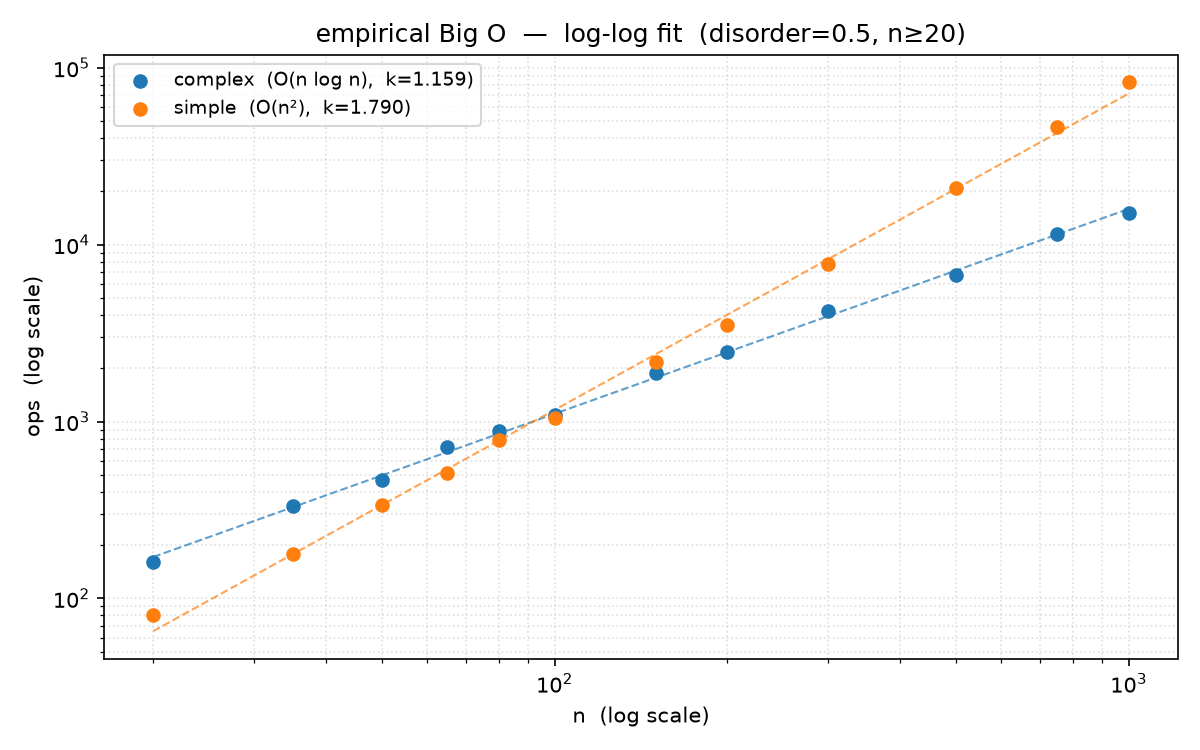 empirical Big O — log-log fit (disorder=0.5, n≥20)
complex (O(n log n), k=1.159)
simple (O(n²), k=1.790)
10⁵
10⁴
10³
10²
ops (log scale)
10² 10³
n (log scale)